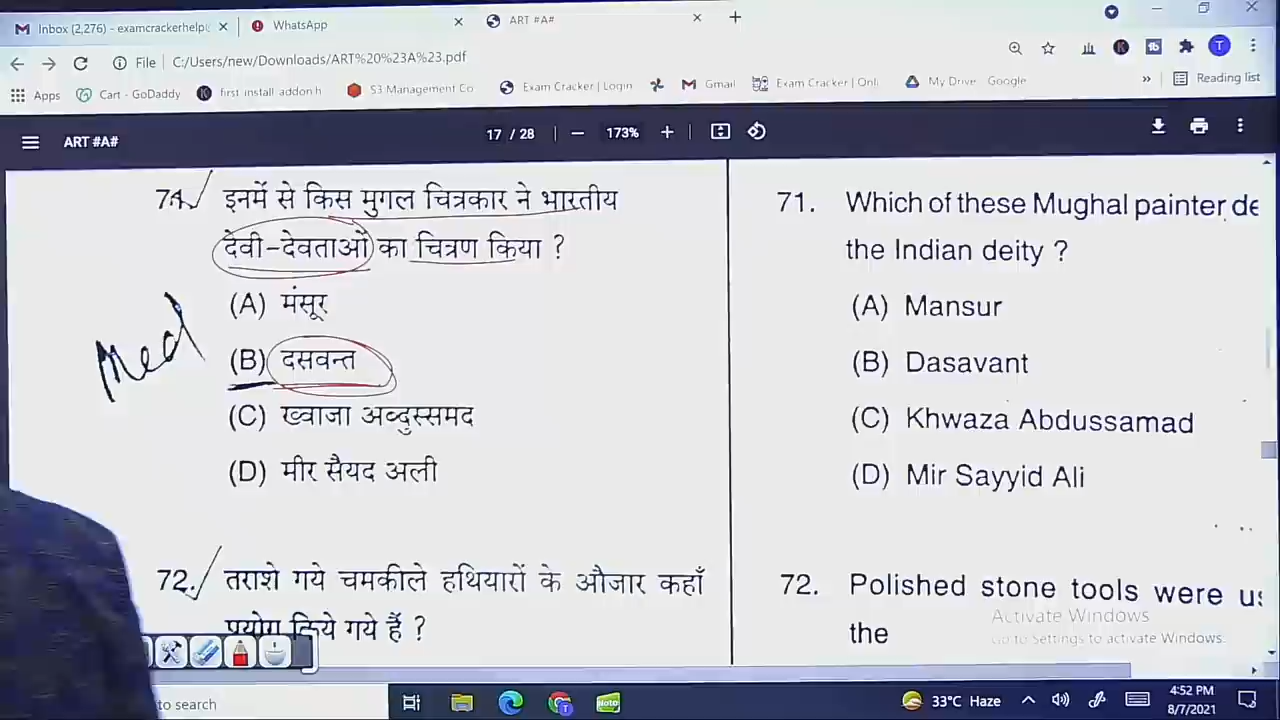 Inbox (2,276) - examcrackerhelp
WhatsApp
ART #A#
File C:/Users/new/Downloads/ART%20%23A%23.pdf
Apps Cart - GoDaddy first install addon h S3 Management Co Exam Cracker | Login Gmail Exam Cracker | Onli My Drive Google Reading list
ART #A# 17 / 28 173%
इनमें से किस मुगल चित्रकार ने भारतीय
देवी-देवताओं का चित्रण किया ?
(A) मंसूर
(B) दसवन्त
(C) ख्वाजा अब्दुस्समद
(D) मीर सैयद अली
Med
72. तराशे गये चमकीले हथियारों के औजार कहाँ
प्रयोग किये गये हैं ?
71. Which of these Mughal painter de
the Indian deity ?
(A) Mansur
(B) Dasavant
(C) Khwaza Abdussamad
(D) Mir Sayyid Ali
72. Polished stone tools were us
the
Activate Windows
Go to Settings to activate Windows.
to search
33°C Haze
4:52 PM
8/7/2021